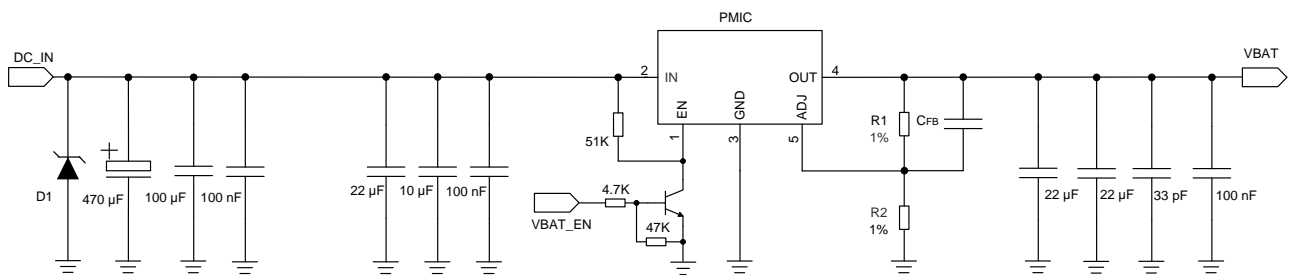 PMIC
DC_IN
VBAT
2
IN
OUT
4
EN
GND
ADJ
1
3
5
51K
R1
1%
CFB
D1
470 µF
100 µF
100 nF
22 µF
10 µF
100 nF
4.7K
VBAT_EN
47K
R2
1%
22 µF
22 µF
33 pF
100 nF
+